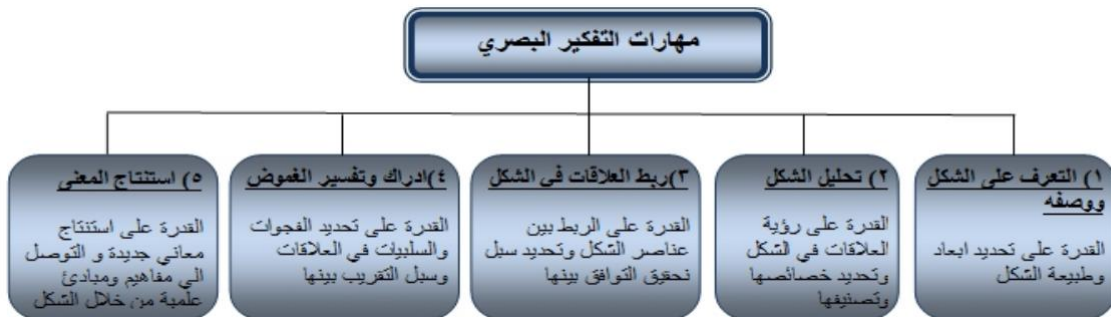 مهارات التفكير البصري
١) التعرف على الشكل
ووصفه
القدرة على تحديد ابعاد
وطبيعة الشكل
٢) تحليل الشكل
القدرة على رؤية
العلاقات في الشكل
وتحديد خصائصها
وتصنيفها
٣)ربط العلاقات فى الشكل
القدرة على الربط بين
عناصر الشكل وتحديد سبل
تحقيق التوافق بينها
٤)ادراك وتفسير الغموض
القدرة على تحديد الفجوات
والسلبيات في العلاقات
وسبل التقريب بينها
٥) استنتاج المعنى
القدرة على استنتاج
معاني جديدة و التوصل
الي مفاهيم ومبادئ
علمية من خلال الشكل